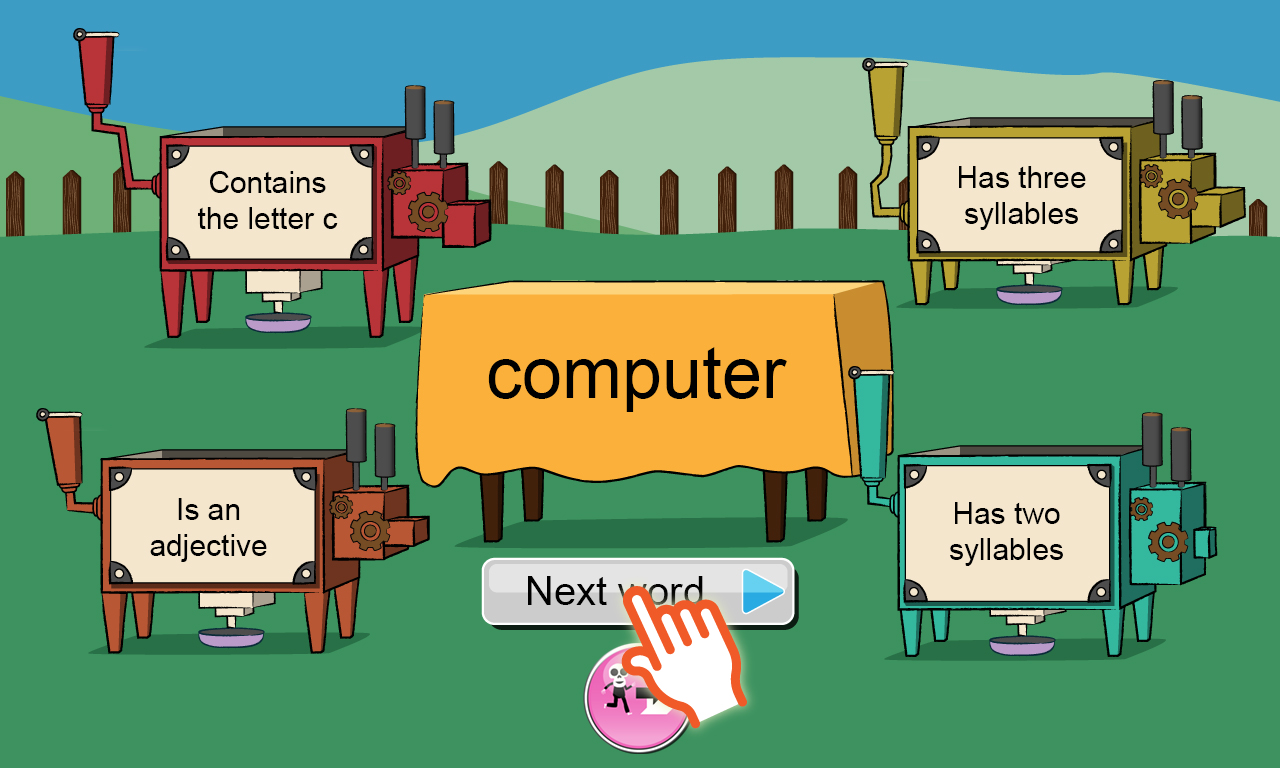 Contains
the letter c
Has three
syllables
computer
Is an
adjective
Has two
syllables
Next word